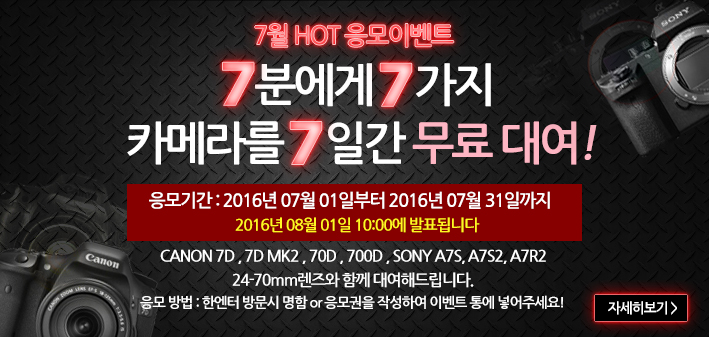 7월 HOT 응모이벤트
7분에게 7가지
카메라를 7일간 무료 대여!
응모기간 : 2016년 07월 01일부터 2016년 07월 31일까지
2016년 08월 01일 10:00에 발표됩니다
CANON 7D , 7D MK2 , 70D , 700D , SONY A7S, A7S2, A7R2
24-70mm렌즈와 함께 대여해드립니다.
응모 방법 : 한엔터 방문시 명함 or 응모권을 작성하여 이벤트 통에 넣어주세요!
자세히보기 >
SONY
SONY
Canon